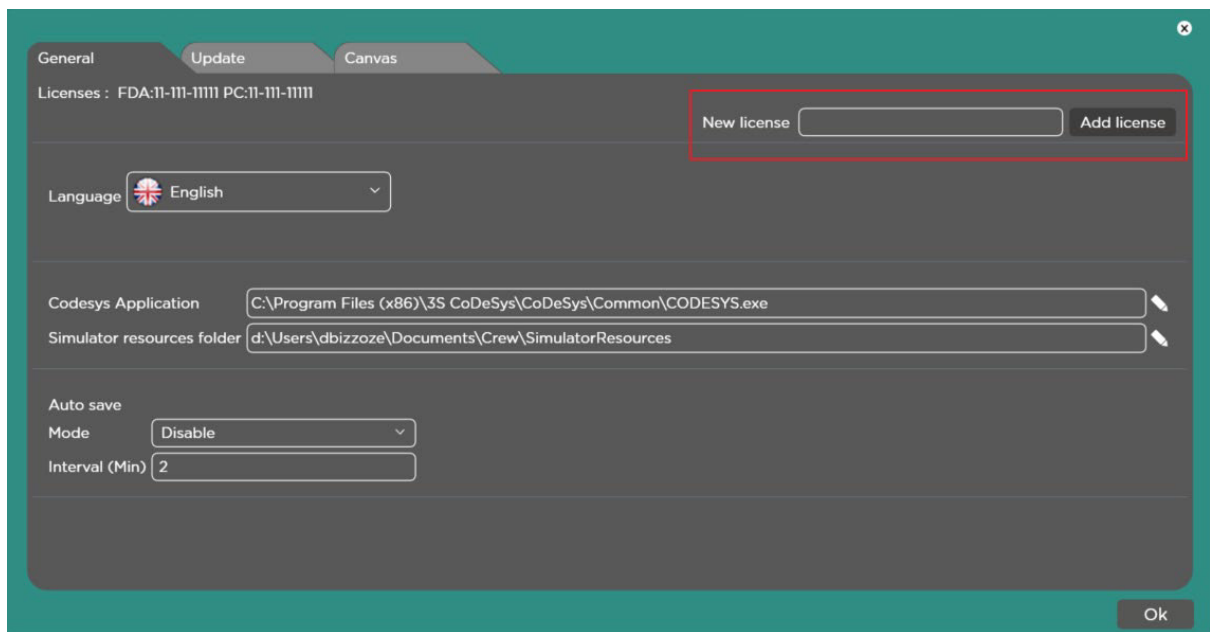 General Update Canvas
Licenses : FDA:11-111-11111 PC:11-111-11111
New license Add license
Language English
Codesys Application C:\Program Files (x86)\3S CoDeSys\CoDeSys\Common\CODESYS.exe
Simulator resources folder d:\Users\dbizzoze\Documents\Crew\SimulatorResources
Auto save
Mode Disable
Interval (Min) 2
Ok